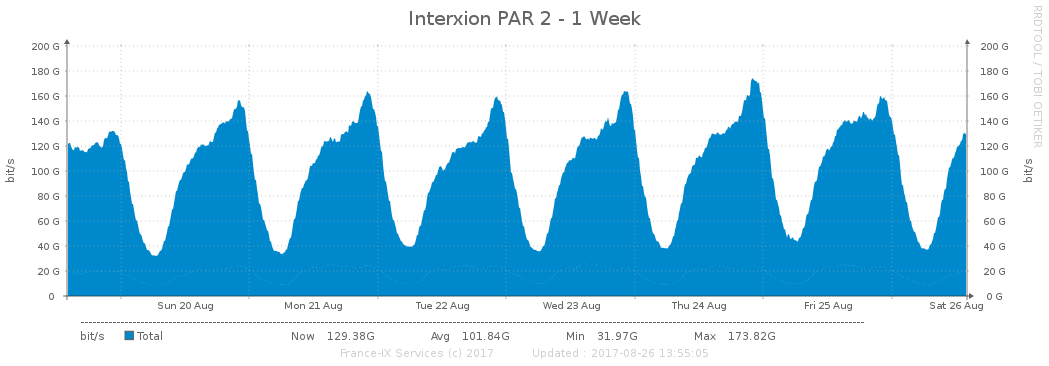 Interxion PAR 2 - 1 Week
RRDTOOL / TOBI OETIKER
200 G 200 G
180 G 180 G
160 G 160 G
140 G 140 G
120 G 120 G
100 G 100 G
80 G 80 G
60 G 60 G
40 G 40 G
20 G 20 G
0 0 G
bit/s bit/s
Sun 20 Aug Mon 21 Aug Tue 22 Aug Wed 23 Aug Thu 24 Aug Fri 25 Aug Sat 26 Aug
bit/s Total Now 129.38G Avg 101.84G Min 31.97G Max 173.82G
France-IX Services (c) 2017 Updated : 2017-08-26 13:55:05